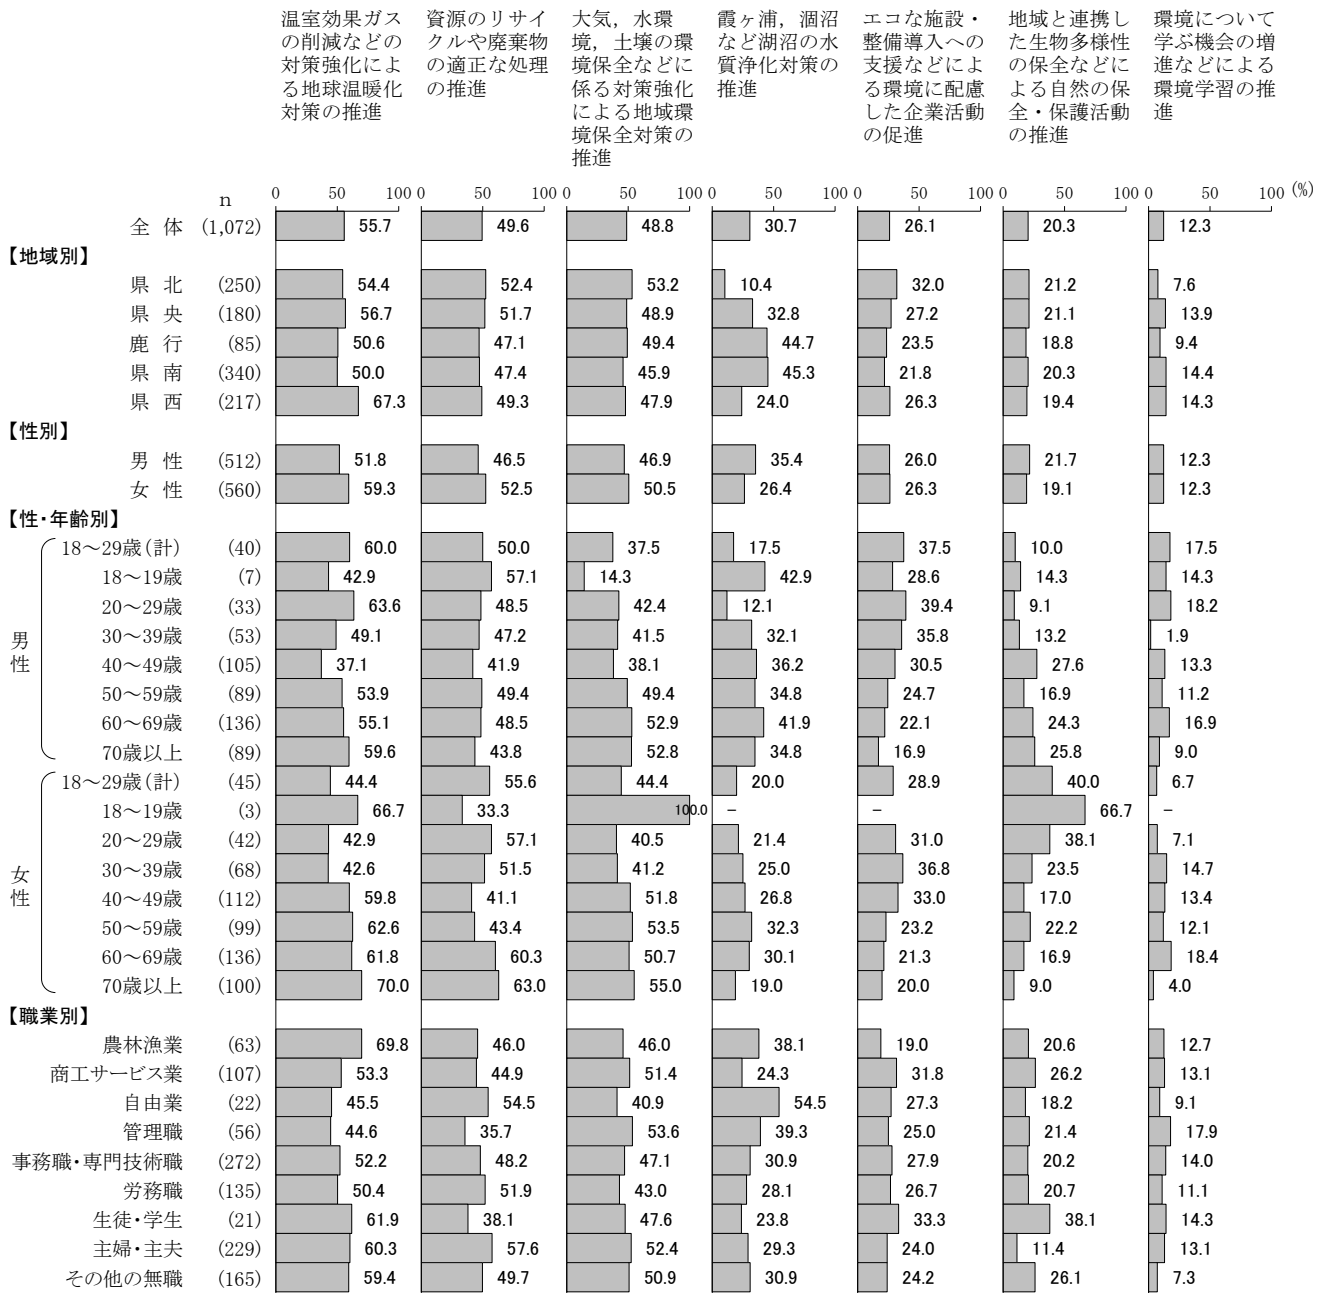 温室効果ガス
の削減などの
対策強化によ
る地球温暖化
対策の推進
資源のリサイ
クルや廃棄物
の適正な処理
の推進
大気，水環
境，土壌の環
境保全などに
係る対策強化
による地域環
境保全対策の
推進
霞ヶ浦，涸沼
など湖沼の水
質浄化対策の
推進
エコな施設・
整備導入への
支援などによ
る環境に配慮
した企業活動
の促進
地域と連携し
た生物多様性
の保全などに
よる自然の保
全・保護活動
の推進
環境について
学ぶ機会の増
進などによる
環境学習の推
進
n 0 50 100 0 50 100 0 50 100 0 50 100 0 50 100 0 50 100 0 50 100 (%)
全 体 (1,072) 55.7 49.6 48.8 30.7 26.1 20.3 12.3
【地域別】
県 北 (250) 54.4 52.4 53.2 10.4 32.0 21.2 7.6
県 央 (180) 56.7 51.7 48.9 32.8 27.2 21.1 13.9
鹿 行 (85) 50.6 47.1 49.4 44.7 23.5 18.8 9.4
県 南 (340) 50.0 47.4 45.9 45.3 21.8 20.3 14.4
県 西 (217) 67.3 49.3 47.9 24.0 26.3 19.4 14.3
【性別】
男 性 (512) 51.8 46.5 46.9 35.4 26.0 21.7 12.3
女 性 (560) 59.3 52.5 50.5 26.4 26.3 19.1 12.3
【性・年齢別】
男性
18～29歳(計) (40) 60.0 50.0 37.5 17.5 37.5 10.0 17.5
18～19歳 (7) 42.9 57.1 14.3 42.9 28.6 14.3 14.3
20～29歳 (33) 63.6 48.5 42.4 12.1 39.4 9.1 18.2
30～39歳 (53) 49.1 47.2 41.5 32.1 35.8 13.2 1.9
40～49歳 (105) 37.1 41.9 38.1 36.2 30.5 27.6 13.3
50～59歳 (89) 53.9 49.4 49.4 34.8 24.7 16.9 11.2
60～69歳 (136) 55.1 48.5 52.9 41.9 22.1 24.3 16.9
70歳以上 (89) 59.6 43.8 52.8 34.8 16.9 25.8 9.0
女性
18～29歳(計) (45) 44.4 55.6 44.4 20.0 28.9 40.0 6.7
18～19歳 (3) 66.7 33.3 100.0 － － 66.7 －
20～29歳 (42) 42.9 57.1 40.5 21.4 31.0 38.1 7.1
30～39歳 (68) 42.6 51.5 41.2 25.0 36.8 23.5 14.7
40～49歳 (112) 59.8 41.1 51.8 26.8 33.0 17.0 13.4
50～59歳 (99) 62.6 43.4 53.5 32.3 23.2 22.2 12.1
60～69歳 (136) 61.8 60.3 50.7 30.1 21.3 16.9 18.4
70歳以上 (100) 70.0 63.0 55.0 19.0 20.0 9.0 4.0
【職業別】
農林漁業 (63) 69.8 46.0 46.0 38.1 19.0 20.6 12.7
商工サービス業 (107) 53.3 44.9 51.4 24.3 31.8 26.2 13.1
自由業 (22) 45.5 54.5 40.9 54.5 27.3 18.2 9.1
管理職 (56) 44.6 35.7 53.6 39.3 25.0 21.4 17.9
事務職・専門技術職 (272) 52.2 48.2 47.1 30.9 27.9 20.2 14.0
労務職 (135) 50.4 51.9 43.0 28.1 26.7 20.7 11.1
生徒・学生 (21) 61.9 38.1 47.6 23.8 33.3 38.1 14.3
主婦・主夫 (229) 60.3 57.6 52.4 29.3 24.0 11.4 13.1
その他の無職 (165) 59.4 49.7 50.9 30.9 24.2 26.1 7.3